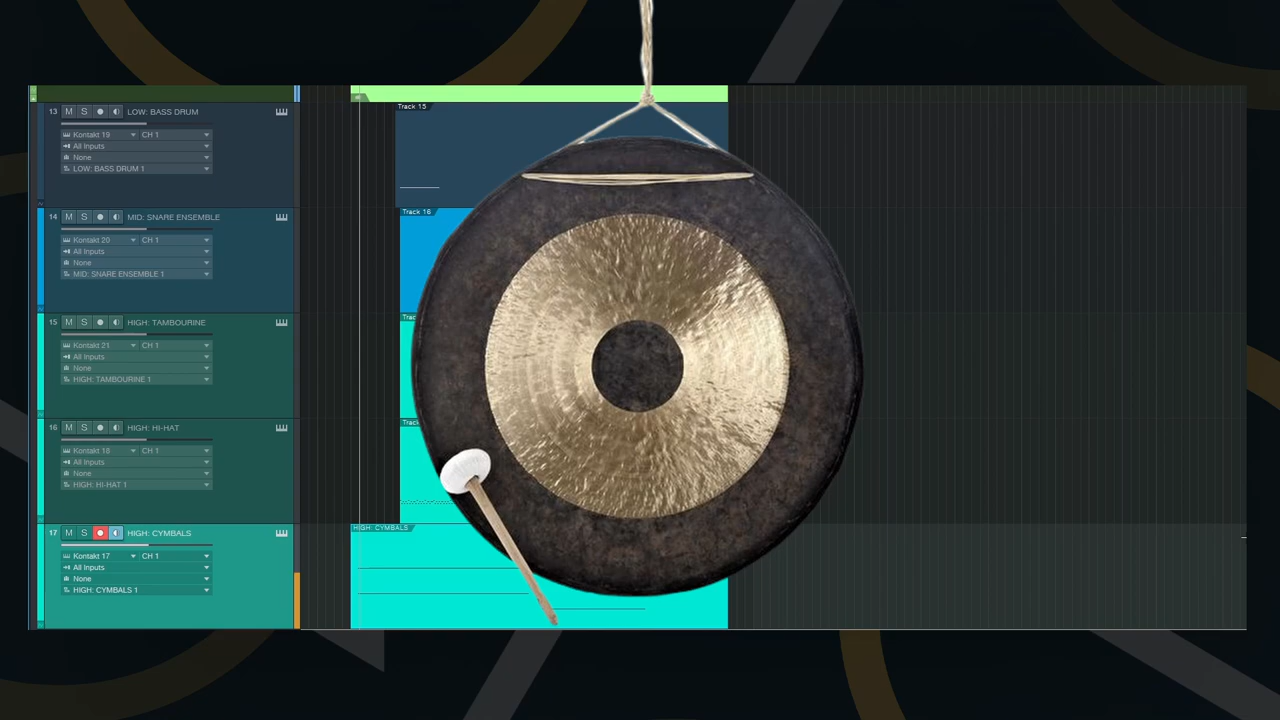 13 M S LOW: BASS DRUM
Kontakt 19 CH 1
All Inputs
None
LOW: BASS DRUM 1
Track 15
14 M S MID: SNARE ENSEMBLE
Kontakt 20 CH 1
All Inputs
None
MID: SNARE ENSEMBLE 1
Track 16
15 M S HIGH: TAMBOURINE
Kontakt 21 CH 1
All Inputs
None
HIGH: TAMBOURINE 1
Trac
16 M S HIGH: HI-HAT
Kontakt 18 CH 1
All Inputs
None
HIGH: HI-HAT 1
Track
17 M S HIGH: CYMBALS
Kontakt 17 CH 1
All Inputs
None
HIGH: CYMBALS 1
HIGH: CYMBALS